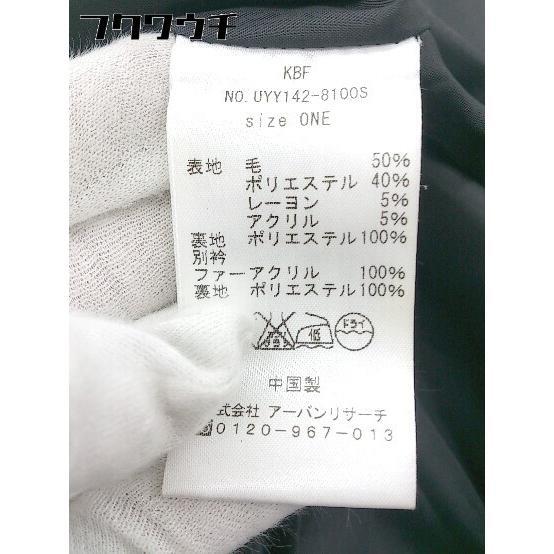 フクワウチ
KBF
NO.UYY142-8100S
size ONE
表地 毛 50%
ポリエステル 40%
レーヨン 5%
アクリル 5%
裏地 ポリエステル100%
別衿
ファーアクリル 100%
裏地 ポリエステル100%
低 ドライ
中国製
式会社 アーバンリサーチ
0120-967-013